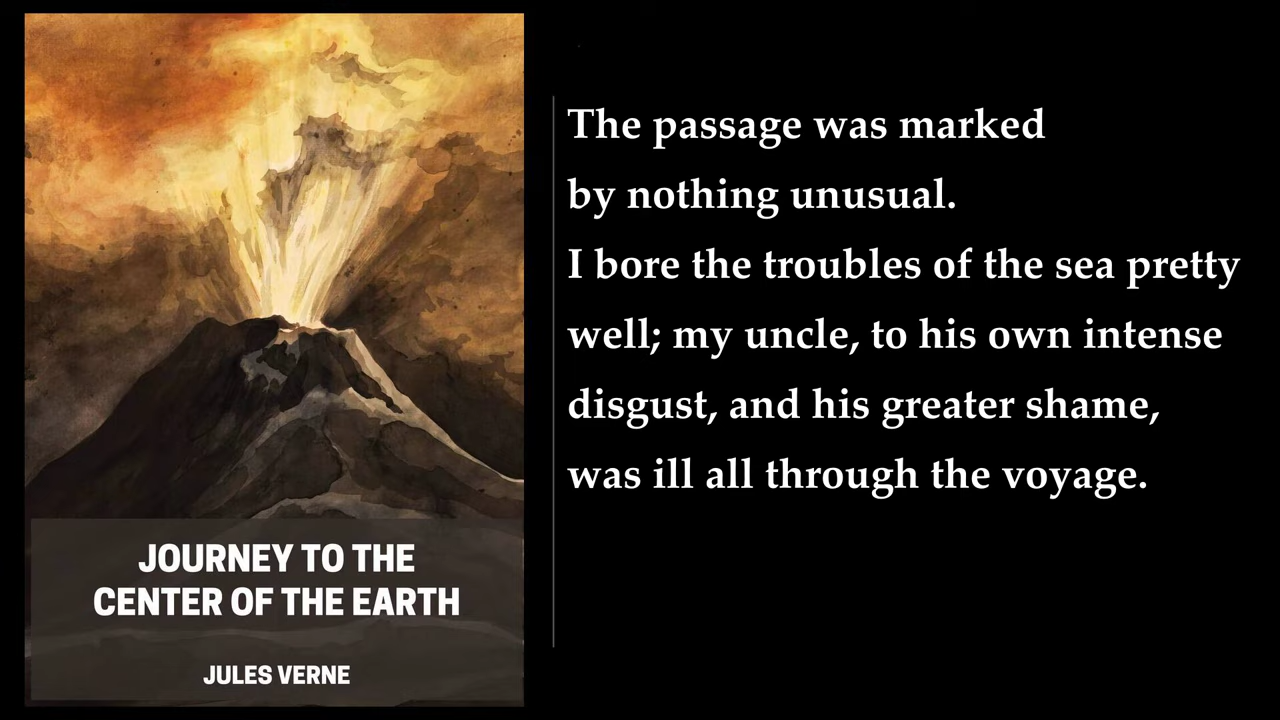 JOURNEY TO THE
CENTER OF THE EARTH
JULES VERNE
The passage was marked
by nothing unusual.
I bore the troubles of the sea pretty
well; my uncle, to his own intense
disgust, and his greater shame,
was ill all through the voyage.